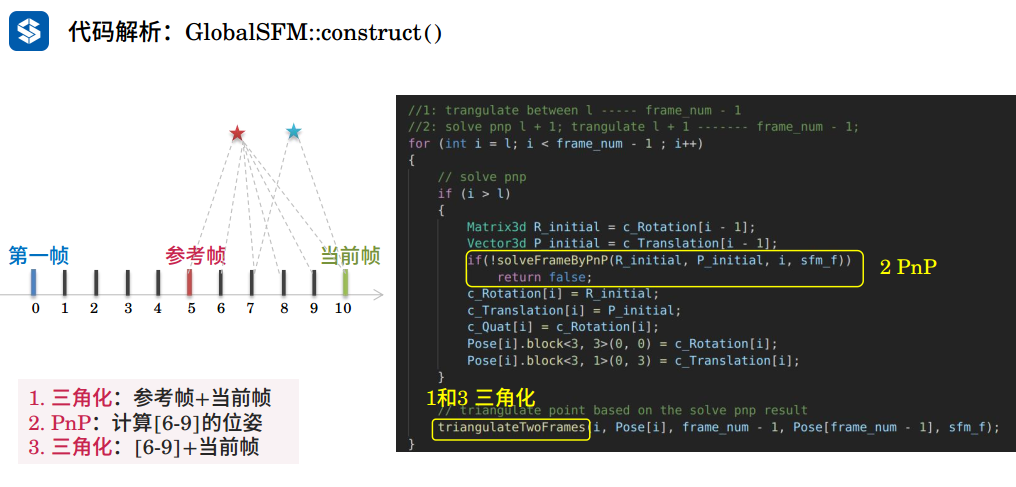 代码解析：GlobalSFM::construct()
第一帧
参考帧
当前帧
0 1 2 3 4 5 6 7 8 9 10
1. 三角化：参考帧+当前帧
2. PnP：计算[6-9]的位姿
3. 三角化：[6-9]+当前帧
//1: trangulate between l ----- frame_num - 1
//2: solve pnp l + 1; trangulate l + 1 ------- frame_num - 1;
for (int i = l; i < frame_num - 1 ; i++)
{
// solve pnp
if (i > l)
{
Matrix3d R_initial = c_Rotation[i - 1];
Vector3d P_initial = c_Translation[i - 1];
if(!solveFrameByPnP(R_initial, P_initial, i, sfm_f))
return false;
c_Rotation[i] = R_initial;
c_Translation[i] = P_initial;
c_Quat[i] = c_Rotation[i];
Pose[i].block<3, 3>(0, 0) = c_Rotation[i];
Pose[i].block<3, 1>(0, 3) = c_Translation[i];
}
2 PnP
1和3 三角化
// triangulate point based on the solve pnp result
triangulateTwoFrames(i, Pose[i], frame_num - 1, Pose[frame_num - 1], sfm_f);
}